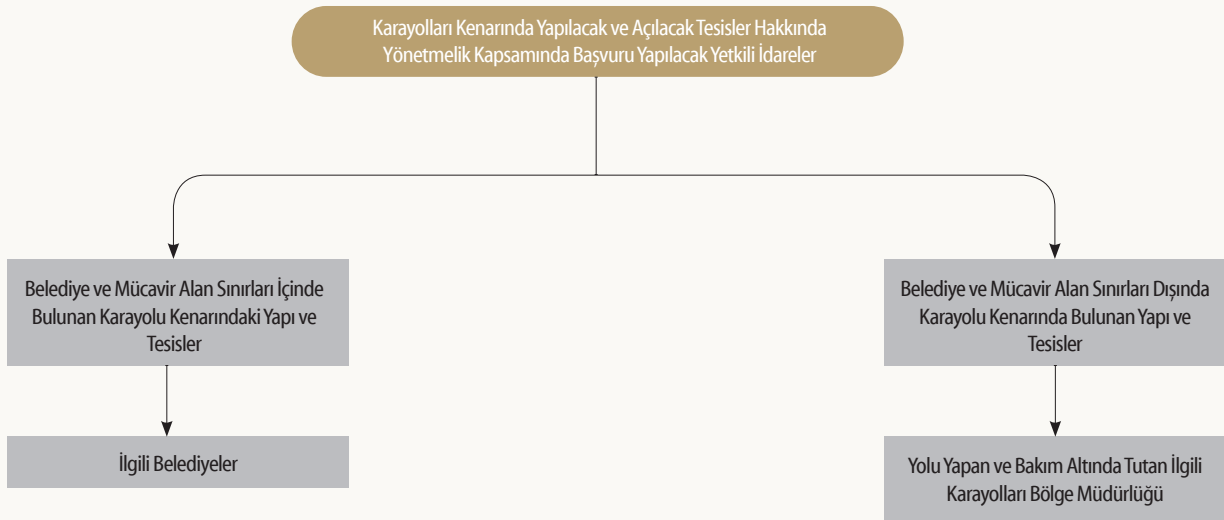 Karayolları Kenarında Yapılacak ve Açılacak Tesisler Hakkında
Yönetmelik Kapsamında Başvuru Yapılacak Yetkili İdareler
Belediye ve Mücavir Alan Sınırları İçinde
Bulunan Karayolu Kenarındaki Yapı ve
Tesisler
İlgili Belediyeler
Belediye ve Mücavir Alan Sınırları Dışında
Karayolu Kenarında Bulunan Yapı ve
Tesisler
Yolu Yapan ve Bakım Altında Tutan İlgili
Karayolları Bölge Müdürlüğü